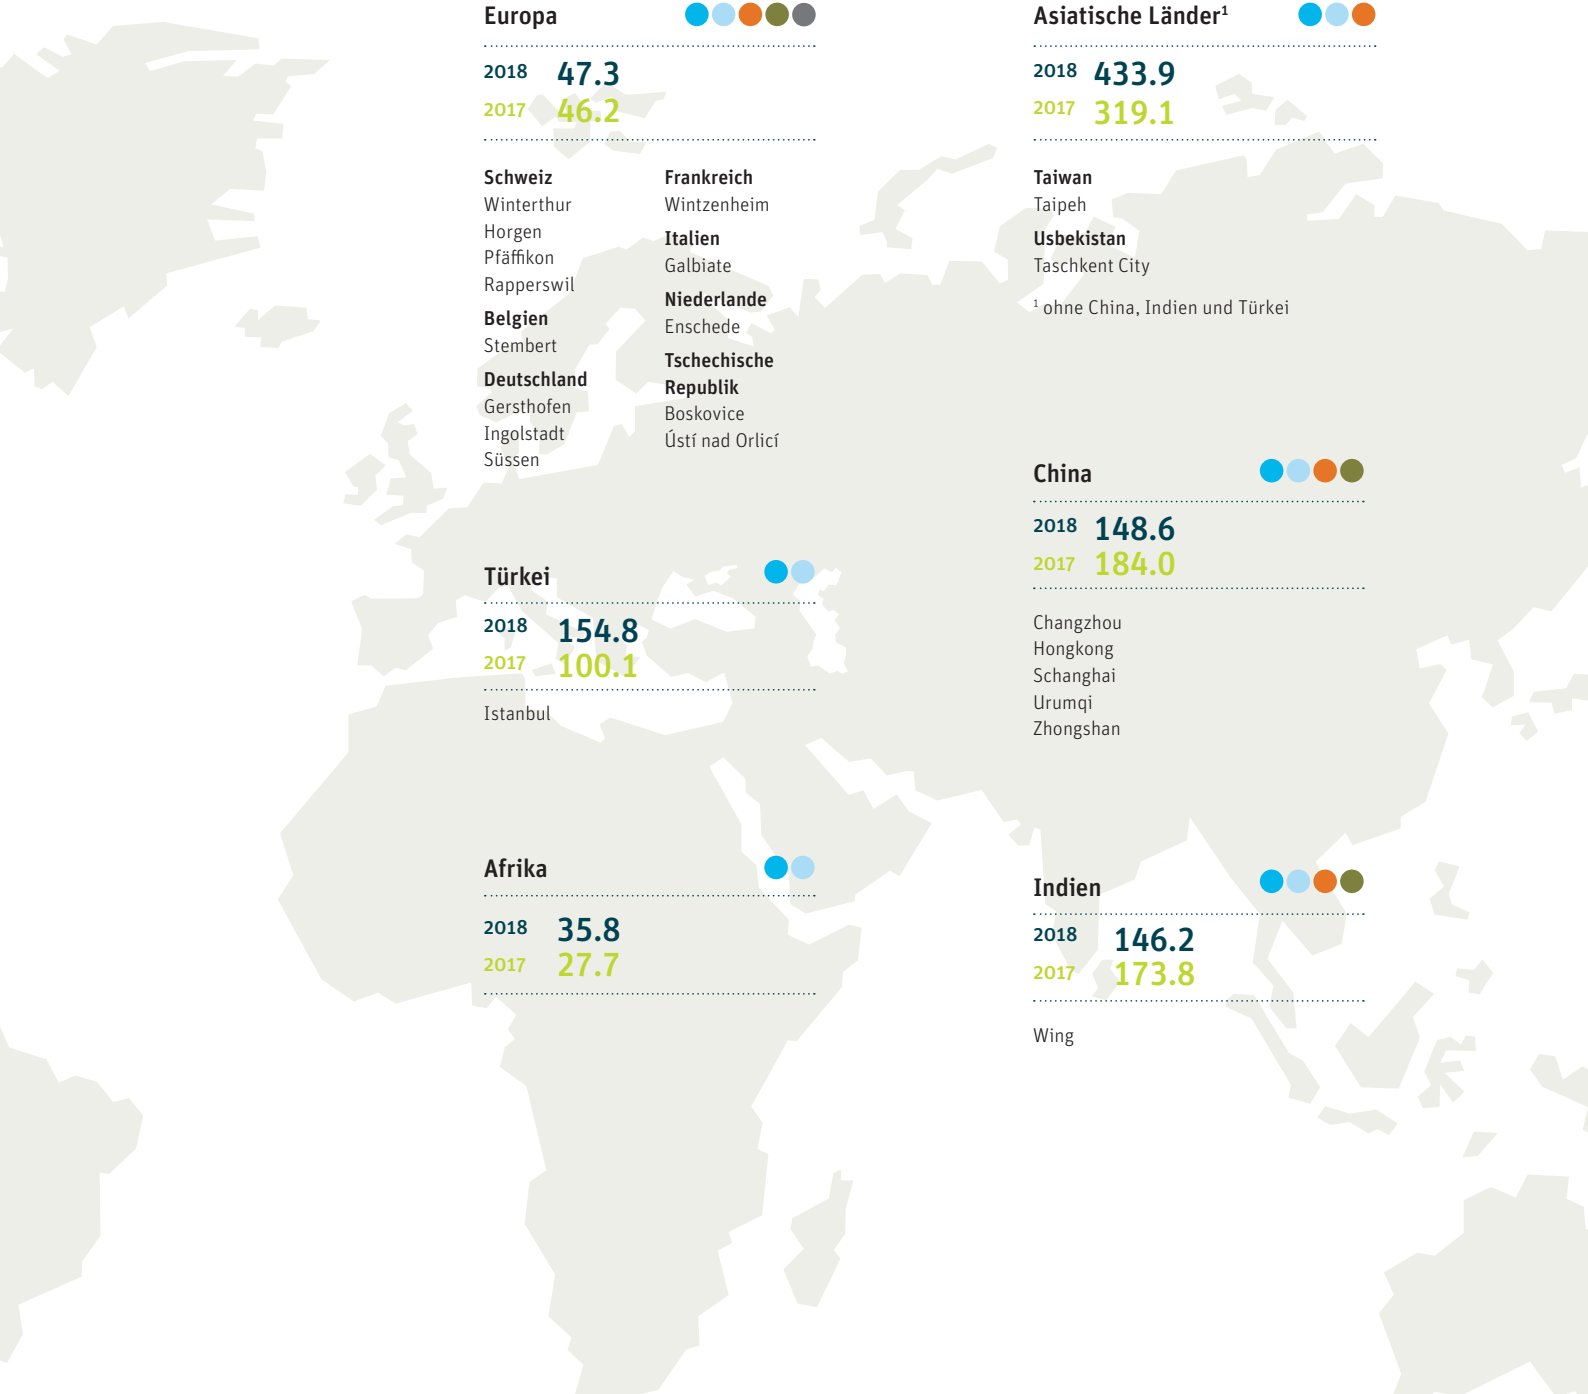 Europa
2018 47.3
2017 46.2
Schweiz
Winterthur
Horgen
Pfäffikon
Rapperswil
Belgien
Stembert
Deutschland
Gersthofen
Ingolstadt
Süssen
Frankreich
Wintzenheim
Italien
Galbiate
Niederlande
Enschede
Tschechische
Republik
Boskovice
Ústí nad Orlicí
Türkei
2018 154.8
2017 100.1
Istanbul
Afrika
2018 35.8
2017 27.7
Asiatische Länder¹
2018 433.9
2017 319.1
Taiwan
Taipeh
Usbekistan
Taschkent City
¹ ohne China, Indien und Türkei
China
2018 148.6
2017 184.0
Changzhou
Hongkong
Schanghai
Urumqi
Zhongshan
Indien
2018 146.2
2017 173.8
Wing